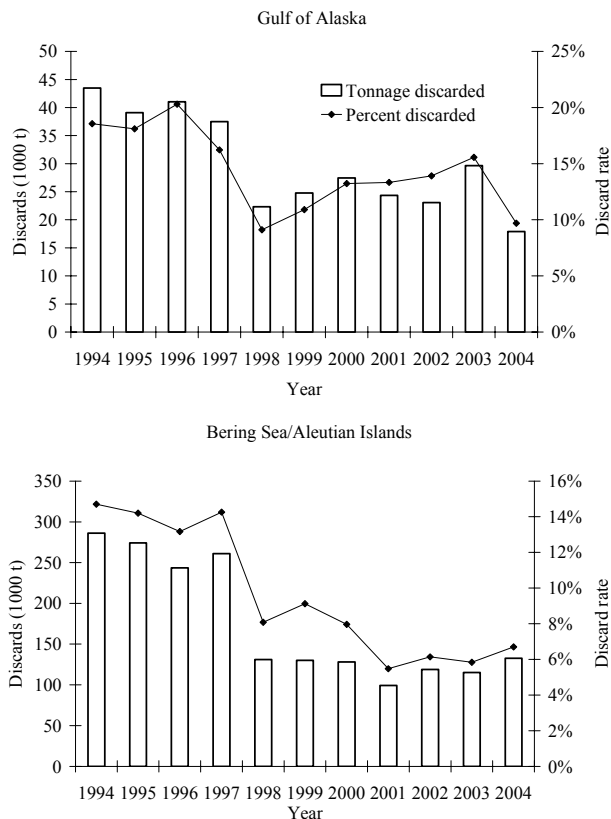 Gulf of Alaska
50
45
40
35
30
25
20
15
10
5
0
Discards (1000 t)
Tonnage discarded
Percent discarded
25%
20%
15%
10%
5%
0%
Discard rate
1994 1995 1996 1997 1998 1999 2000 2001 2002 2003 2004
Year
Bering Sea/Aleutian Islands
350
300
250
200
150
100
50
0
Discards (1000 t)
16%
14%
12%
10%
8%
6%
4%
2%
0%
Discard rate
1994 1995 1996 1997 1998 1999 2000 2001 2002 2003 2004
Year